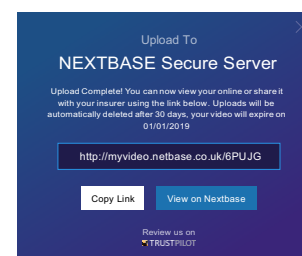 Upload To
NEXTBASE Secure Server
Upload Complete! You can now view your online or share it
with your insurer using the link below. Uploads will be
automatically deleted after 30 days, your video will expire on
01/01/2019
http://myvideo.netbase.co.uk/6PUJG
Copy Link
View on Nextbase
Review us on
TRUSTPILOT